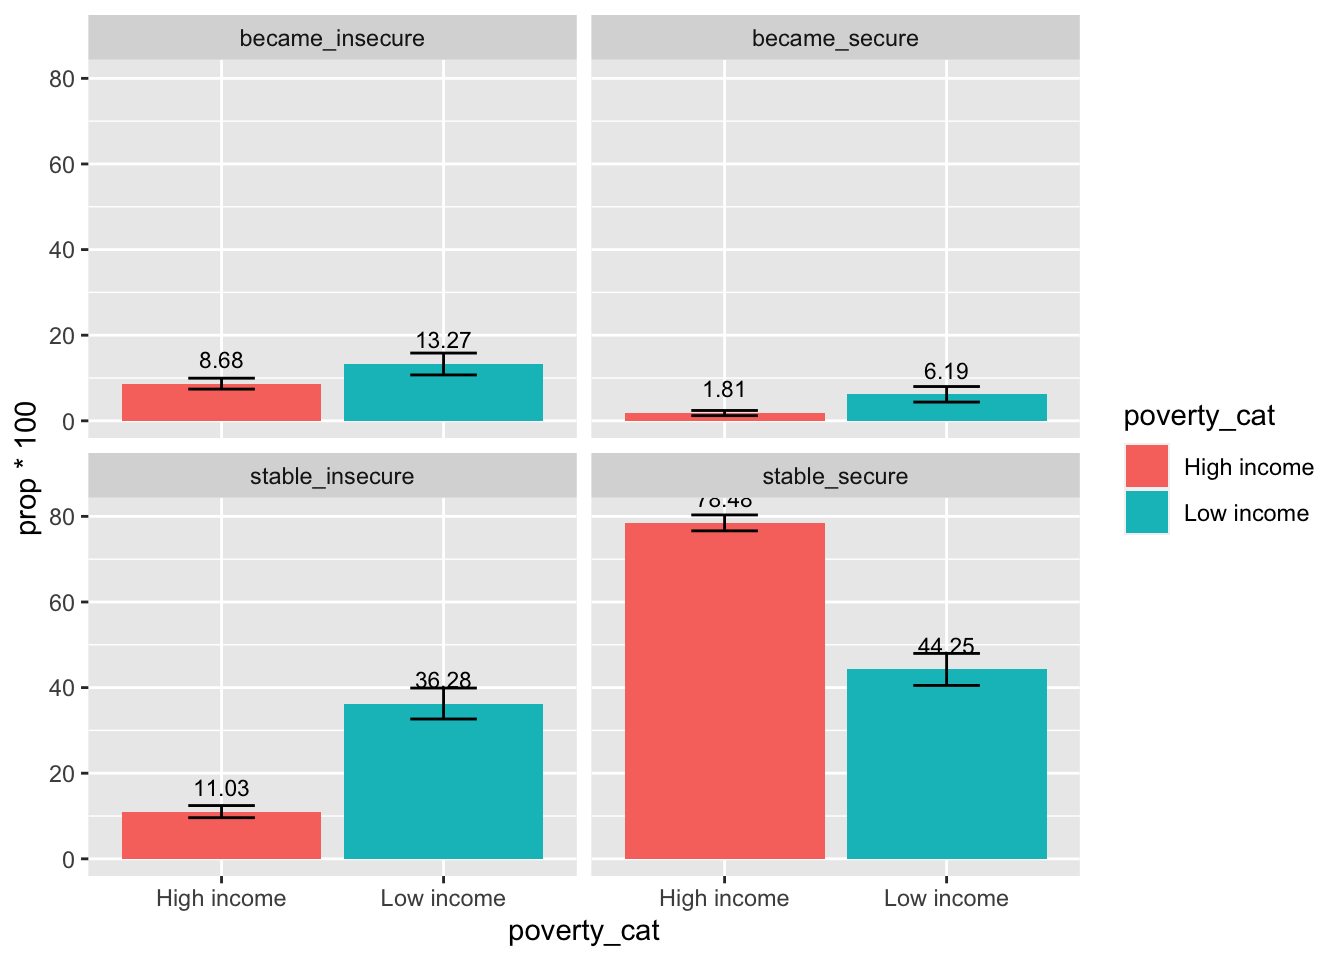 became_insecure
became_secure
80
60
40
20
0
8.68
13.27
1.81
6.19
stable_insecure
stable_secure
80
60
40
20
0
11.03
36.28
78.48
44.25
High income
Low income
High income
Low income
poverty_cat
prop * 100
poverty_cat
High income
Low income